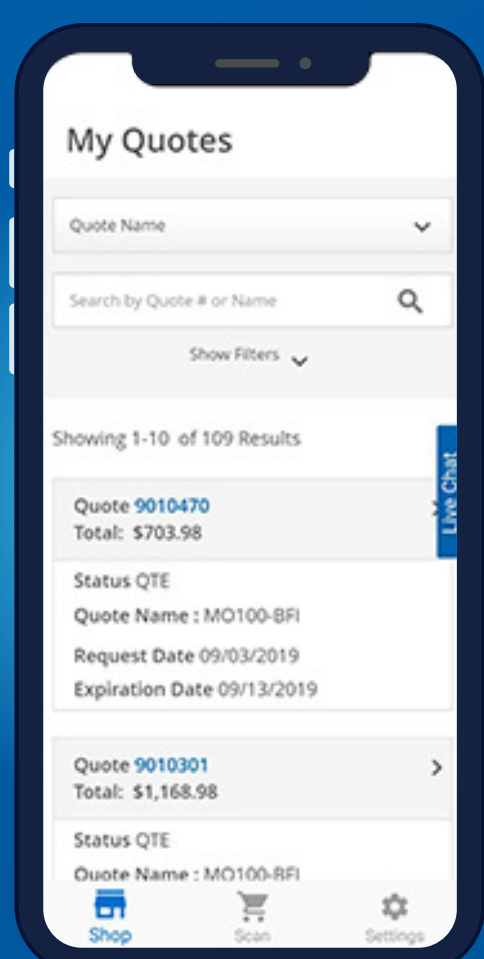 My Quotes
Quote Name
Search by Quote # or Name
Show Filters
Showing 1-10 of 109 Results
Live Chat
Quote 9010470
Total: $703.98
Status QTE
Quote Name : MO100-BFI
Request Date 09/03/2019
Expiration Date 09/13/2019
Quote 9010301
Total: $1,168.98
Status QTE
Quote Name : MO100-BFI
Shop
Scan
Settings